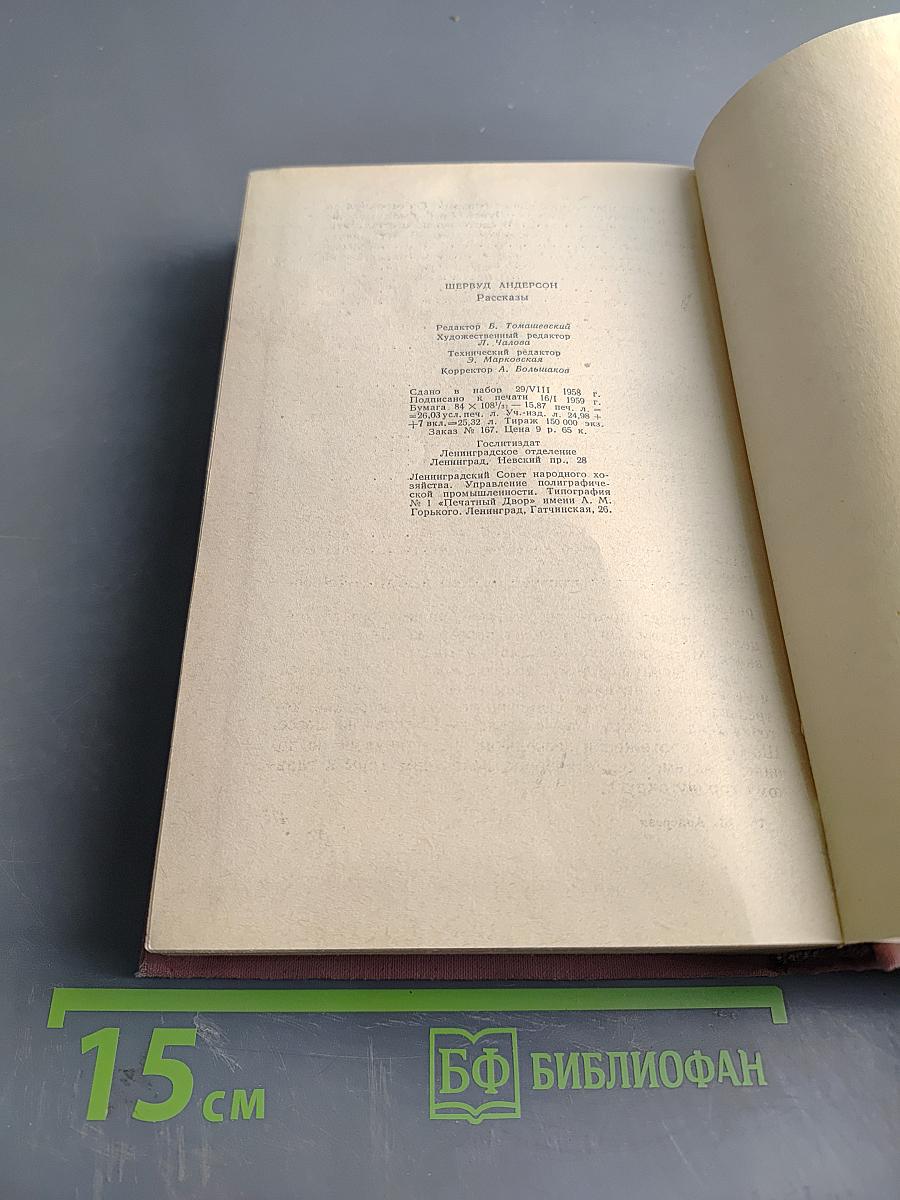 ШЕРВУД АНДЕРСОН
Рассказы
Редактор Б. Томашевский
Художественный редактор
Л. Чалова
Технический редактор
Э. Марковская
Корректор А. Большаков
Сдано в набор 29/VIII 1958 г.
Подписано к печати 16/I 1959 г.
Бумага 84 × 108¹/₃₂ — 15,87 печ. л. =
=26,03 усл. печ. л. Уч.-изд. л. 24,98 +
+7 вкл.=25,32 л. Тираж 150 000 экз.
Заказ № 167. Цена 9 р. 65 к.
Гослитиздат
Ленинградское отделение
Ленинград, Невский пр., 28
Ленинградский Совет народного хо-
зяйства. Управление полиграфиче-
ской промышленности. Типография
№ 1 «Печатный Двор» имени А. М.
Горького. Ленинград, Гатчинская, 26.
15 см
БФ БИБЛИОФАН